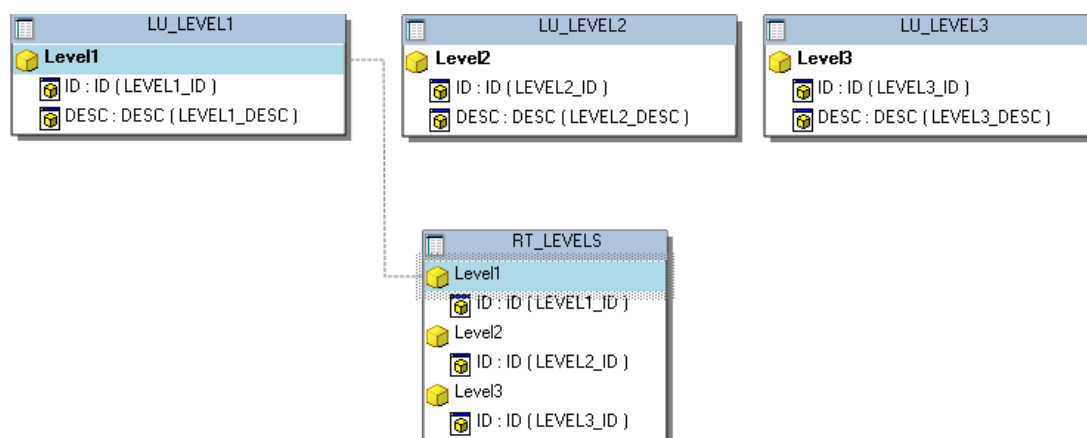 LU_LEVEL1
Level1
ID : ID ( LEVEL1_ID )
DESC : DESC ( LEVEL1_DESC )
LU_LEVEL2
Level2
ID : ID ( LEVEL2_ID )
DESC : DESC ( LEVEL2_DESC )
LU_LEVEL3
Level3
ID : ID ( LEVEL3_ID )
DESC : DESC ( LEVEL3_DESC )
RT_LEVELS
Level1
ID : ID ( LEVEL1_ID )
Level2
ID : ID ( LEVEL2_ID )
Level3
ID : ID ( LEVEL3_ID )